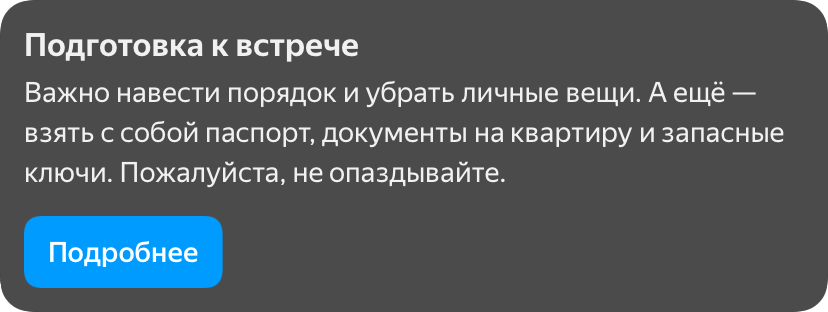 Подготовка к встрече
Важно навести порядок и убрать личные вещи. А ещё —
взять с собой паспорт, документы на квартиру и запасные
ключи. Пожалуйста, не опаздывайте.
Подробнее